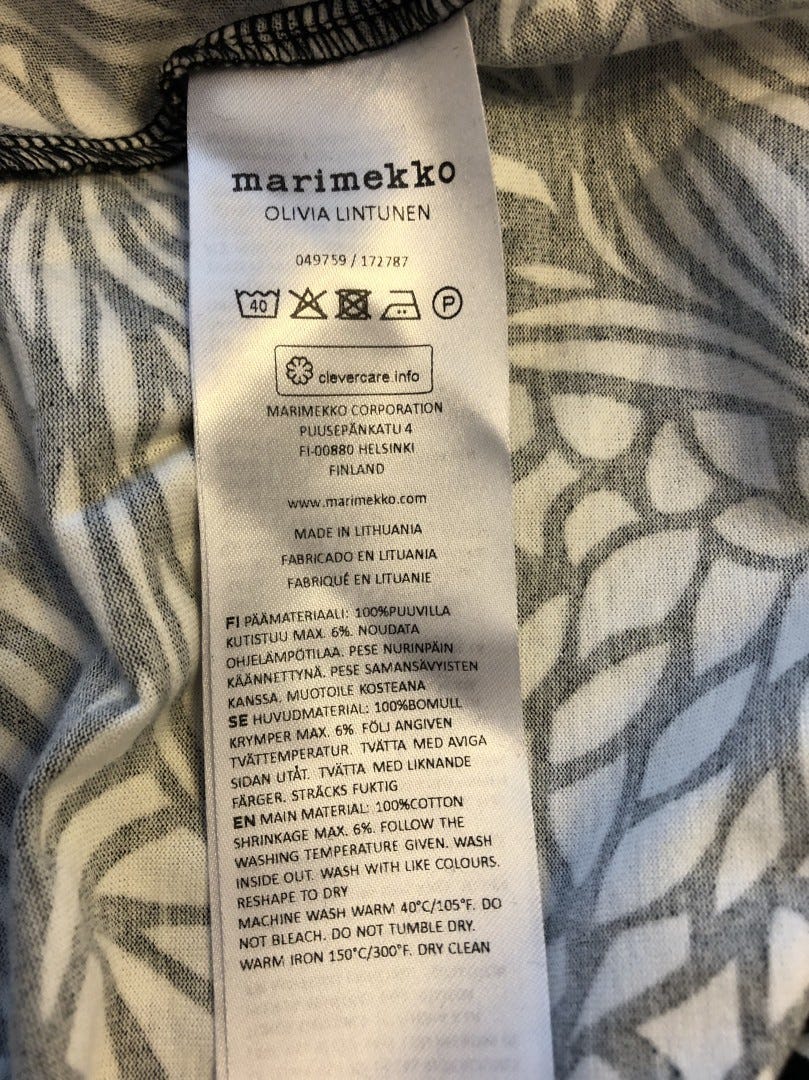 marimekko
OLIVIA LINTUNEN
049759 / 172787
40 P
clevercare.info
MARIMEKKO CORPORATION
PUUSEPÄNKATU 4
FI-00880 HELSINKI
FINLAND
www.marimekko.com
MADE IN LITHUANIA
FABRICADO EN LITUANIA
FABRIQUÉ EN LITUANIE
FI PÄÄMATERIAALI: 100%PUUVILLA
KUTISTUU MAX. 6%. NOUDATA
OHJELÄMPÖTILAA. PESE NURINPÄIN
KÄÄNNETTYNÄ. PESE SAMANSÄVYISTEN
KANSSA. MUOTOILE KOSTEANA
SE HUVUDMATERIAL: 100%BOMULL
KRYMPER MAX. 6%. FÖLJ ANGIVEN
TVÄTTEMPERATUR. TVÄTTA MED AVIGA
SIDAN UTÅT. TVÄTTA MED LIKNANDE
FÄRGER. STRÄCKS FUKTIG
EN MAIN MATERIAL: 100%COTTON
SHRINKAGE MAX. 6%. FOLLOW THE
WASHING TEMPERATURE GIVEN. WASH
INSIDE OUT. WASH WITH LIKE COLOURS.
RESHAPE TO DRY
MACHINE WASH WARM 40°C/105°F. DO
NOT BLEACH. DO NOT TUMBLE DRY.
WARM IRON 150°C/300°F. DRY CLEAN